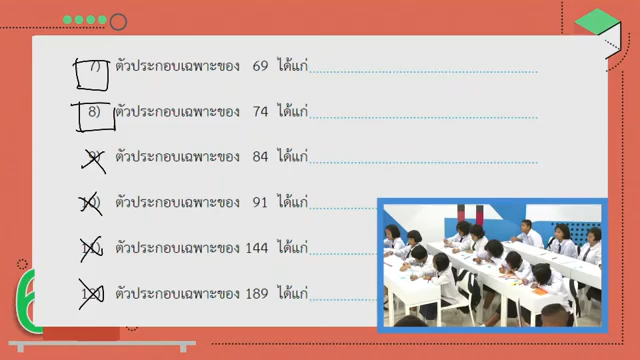 7) ตัวประกอบเฉพาะของ 69 ได้แก่
8) ตัวประกอบเฉพาะของ 74 ได้แก่
9) ตัวประกอบเฉพาะของ 84 ได้แก่
10) ตัวประกอบเฉพาะของ 91 ได้แก่
11) ตัวประกอบเฉพาะของ 144 ได้แก่
12) ตัวประกอบเฉพาะของ 189 ได้แก่